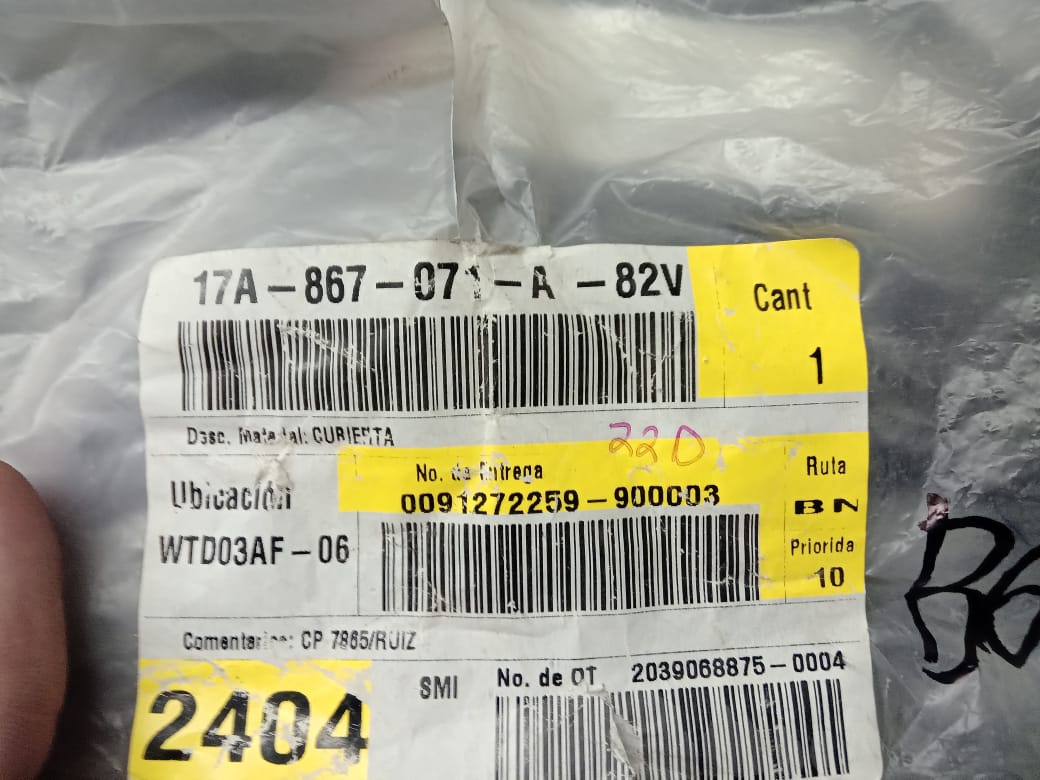 17A-867-071-A -82V
Cant
1
Desc. Material: CUBIERTA
22D
No. de Entrega
0091272259-900003
Ruta
BN
Ubicación
WTD03AF-06
Priorida
10
Comentarios: CP 7865/RUIZ
2404
SMI
No. de OT 2039068875-0004